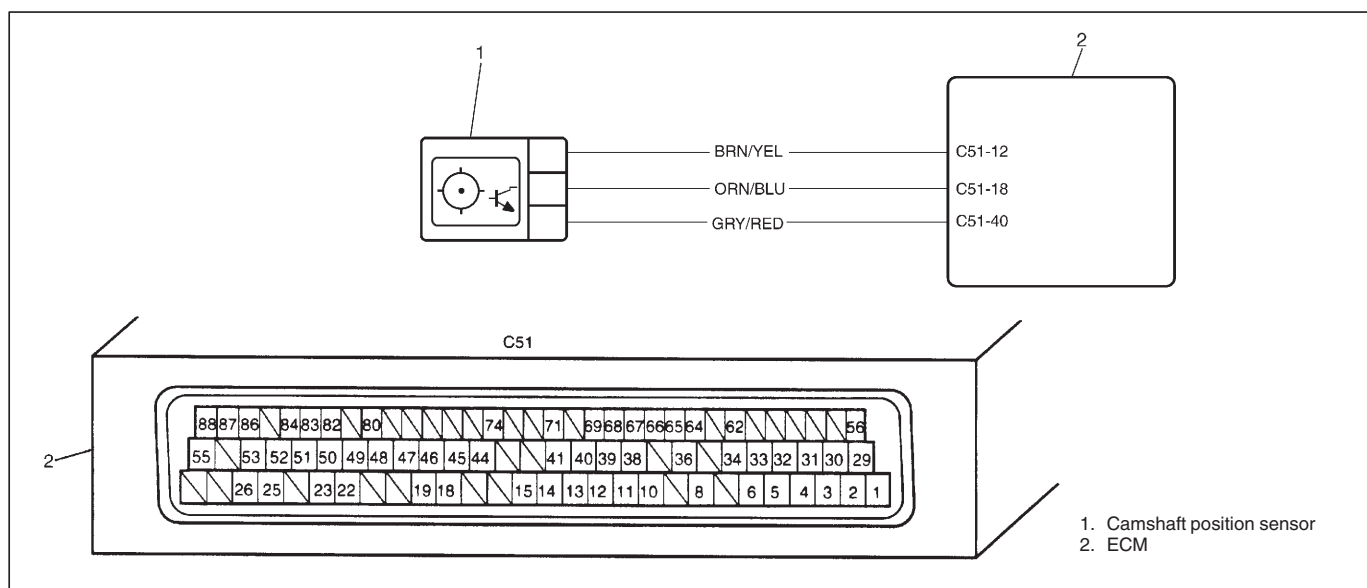 1
2
BRN/YEL
C51-12
ORN/BLU
C51-18
GRY/RED
C51-40
C51
88 87 86 84 83 82 80 74 71 69 68 67 66 65 64 62 56
2
55 53 52 51 50 49 48 47 46 45 44 41 40 39 38 36 34 33 32 31 30 29
26 25 23 22 19 18 15 14 13 12 11 10 8 6 5 4 3 2 1
1. Camshaft position sensor
2. ECM